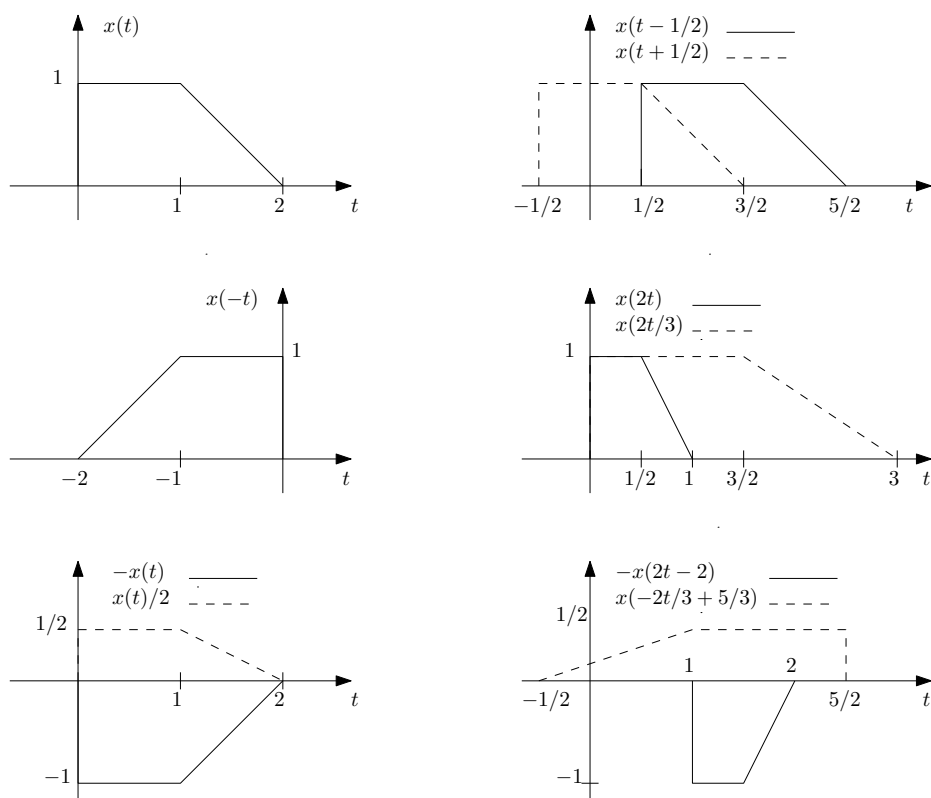 x(t)
1
1 2 t
x(t − 1/2)
x(t + 1/2)
−1/2 1/2 3/2 5/2 t
x(−t)
1
−2 −1 t
x(2t)
x(2t/3)
1
1/2 1 3/2 3 t
−x(t)
x(t)/2
1/2
1 2 t
−1
−x(2t − 2)
x(−2t/3 + 5/3)
1/2
1 2
−1/2 5/2 t
−1